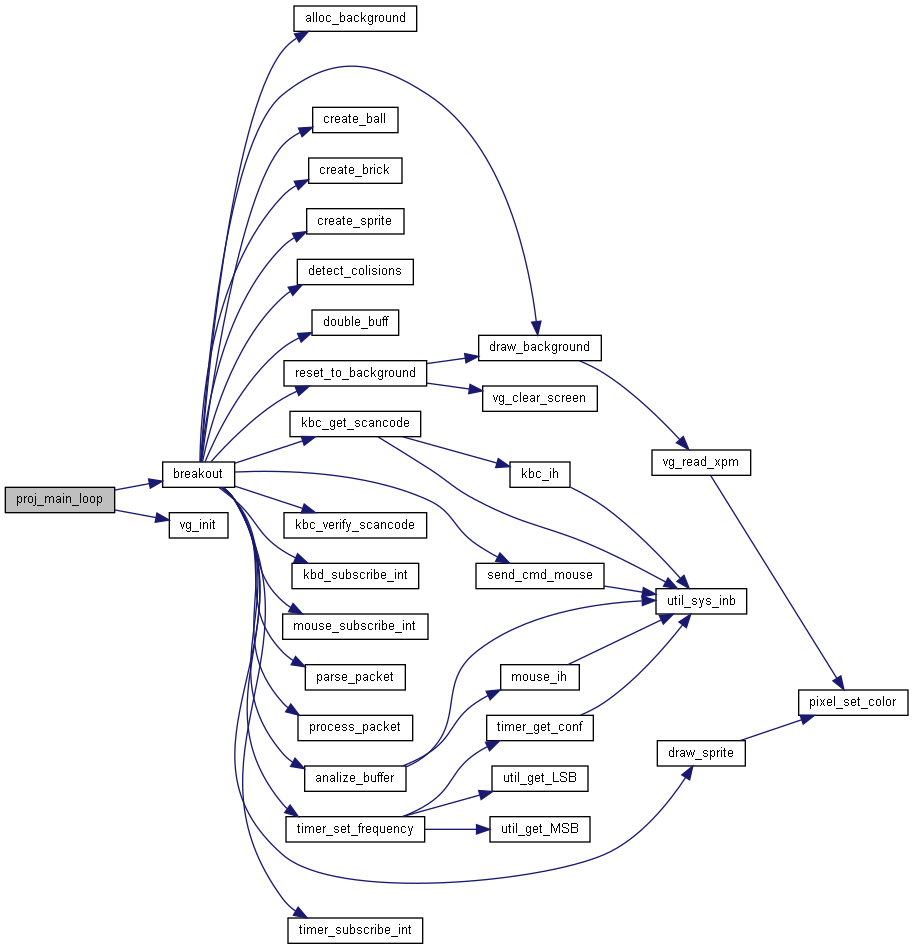 alloc_background
create_ball
create_brick
create_sprite
detect_colisions
double_buff
draw_background
reset_to_background
vg_clear_screen
kbc_get_scancode
vg_read_xpm
breakout
kbc_ih
proj_main_loop
vg_init
kbc_verify_scancode
kbd_subscribe_int
send_cmd_mouse
util_sys_inb
mouse_subscribe_int
parse_packet
mouse_ih
pixel_set_color
process_packet
timer_get_conf
draw_sprite
analize_buffer
util_get_LSB
timer_set_frequency
util_get_MSB
timer_subscribe_int